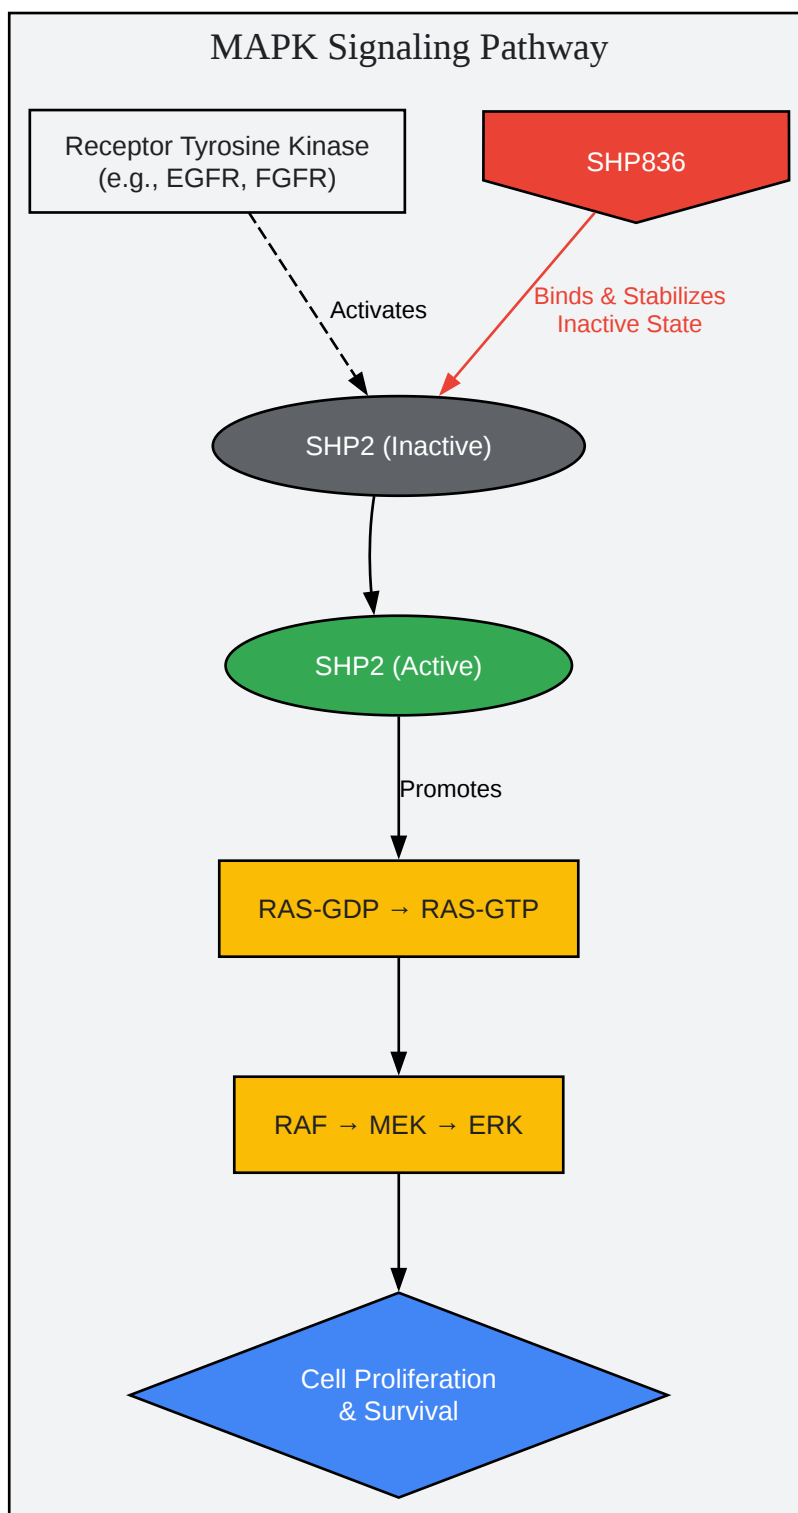 MAPK Signaling Pathway
Receptor Tyrosine Kinase
(e.g., EGFR, FGFR)
SHP836
Activates
Binds & Stabilizes
Inactive State
SHP2 (Inactive)
SHP2 (Active)
Promotes
RAS-GDP → RAS-GTP
RAF → MEK → ERK
Cell Proliferation
& Survival